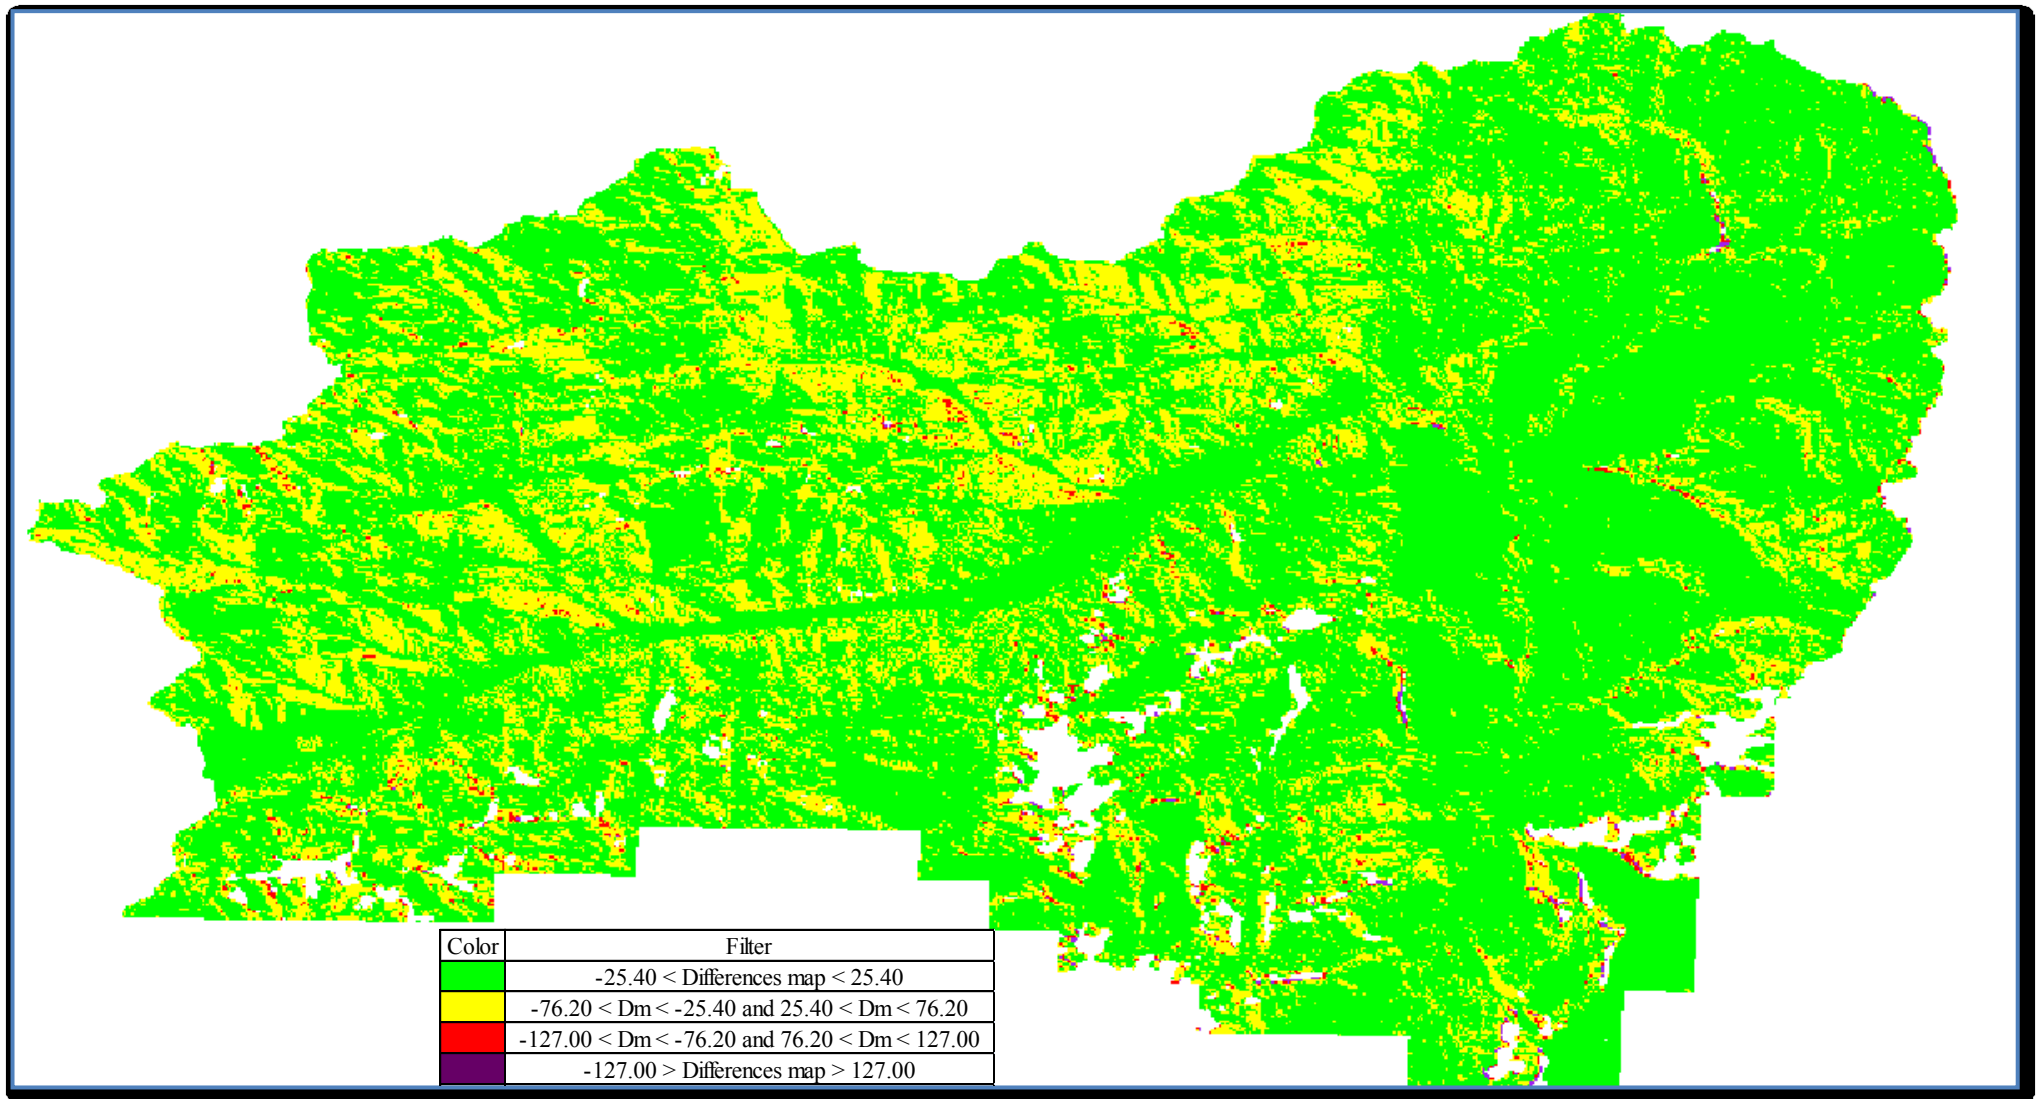 Color Filter
-25.40 < Differences map < 25.40
-76.20 < Dm < -25.40 and 25.40 < Dm < 76.20
-127.00 < Dm < -76.20 and 76.20 < Dm < 127.00
-127.00 > Differences map > 127.00